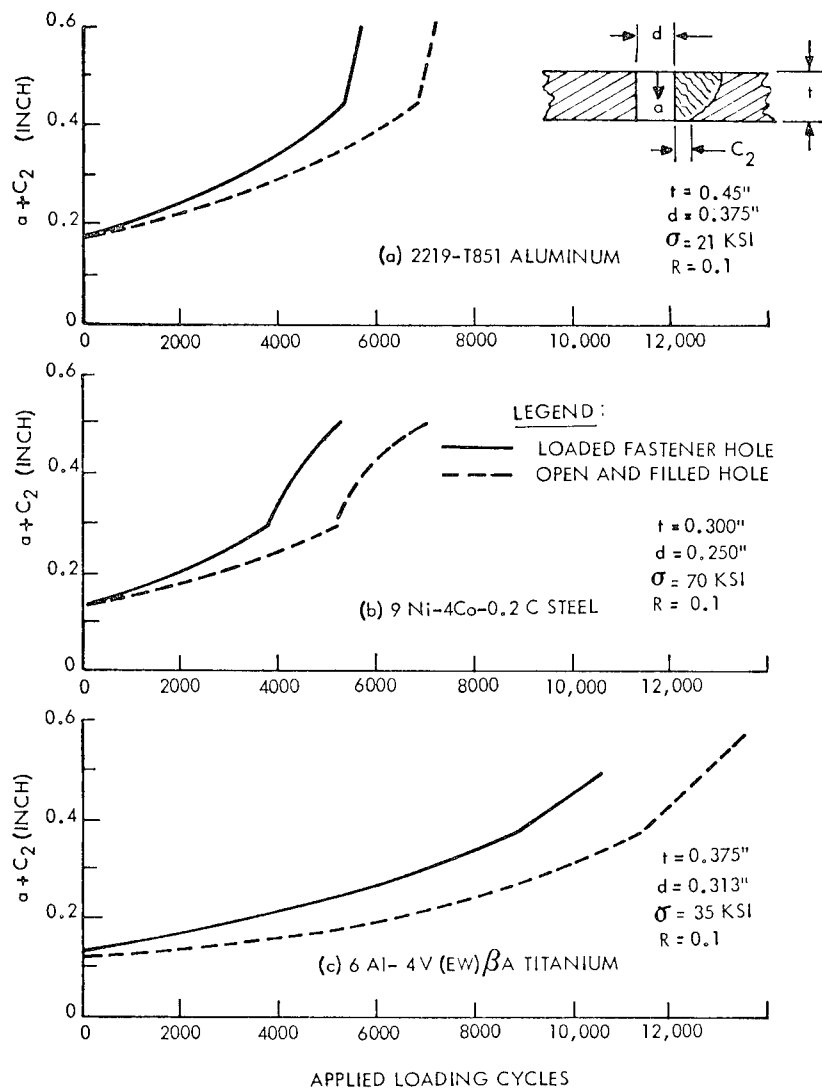 0.6
0.4
0.2
0
a + C2 (INCH)
d
a
t
C2
t = 0.45"
d = 0.375"
σ = 21 KSI
R = 0.1
(a) 2219-T851 ALUMINUM
0 2000 4000 6000 8000 10,000 12,000
0.6
0.4
0.2
0
a + C2 (INCH)
LEGEND :
LOADED FASTENER HOLE
OPEN AND FILLED HOLE
t = 0.300"
d = 0.250"
σ = 70 KSI
R = 0.1
(b) 9 Ni-4Co-0.2 C STEEL
0 2000 4000 6000 8000 10,000 12,000
0.6
0.4
0.2
0
a + C2 (INCH)
t = 0.375"
d = 0.313"
σ = 35 KSI
R = 0.1
(c) 6 Al- 4V (EW) βA TITANIUM
0 2000 4000 6000 8000 10,000 12,000
APPLIED LOADING CYCLES